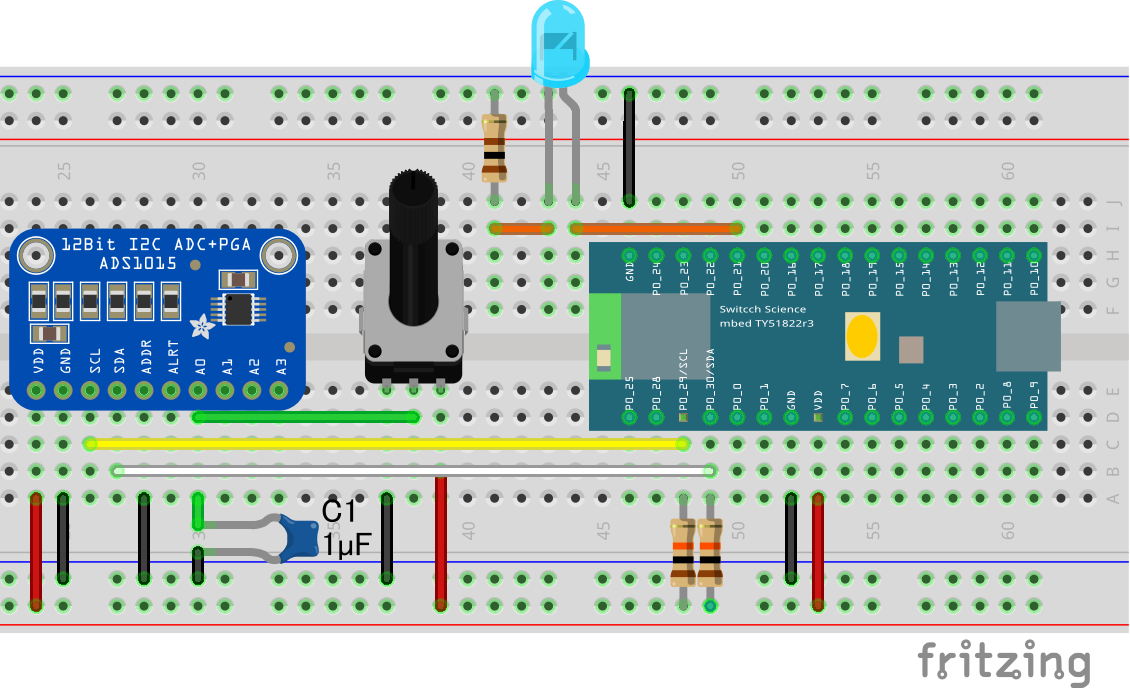 25 30 35 40 45 50 55 60
J
I
H
G
F
E
D
C
B
A
12Bit I2C ADC+PGA
ADS1015
VDD GND SCL SDA ADDR ALRT A0 A1 A2 A3
GND P0_24 P0_23 P0_22 P0_21 P0_20 P0_16 P0_17 P0_18 P0_19 P0_15 P0_14 P0_13 P0_12 P0_11 P0_10
Switcch Science
mbed TY51822r3
P0_25 P0_28 P0_29/SCL P0_30/SDA P0_0 P0_1 GND VDD P0_7 P0_6 P0_5 P0_4 P0_3 P0_2 P0_8 P0_9
C1
1µF
40 45 50 55 60
fritzing